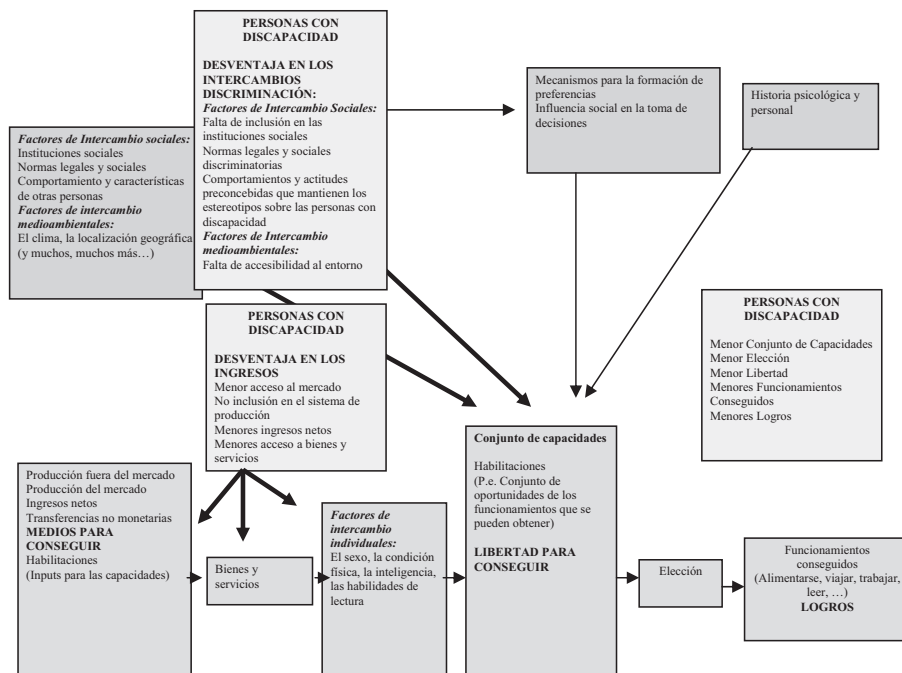 PERSONAS CON
DISCAPACIDAD
DESVENTAJA EN LOS
INTERCAMBIOS
DISCRIMINACIÓN:
Factores de Intercambio Sociales:
Falta de inclusión en las
instituciones sociales
Normas legales y sociales
discriminatorias
Comportamientos y actitudes
preconcebidas que mantienen los
estereotipos sobre las personas con
discapacidad
Factores de Intercambio
medioambientales:
Falta de accesibilidad al entorno
Mecanismos para la formación de
preferencias
Influencia social en la toma de
decisiones
Historia psicológica y
personal
Factores de Intercambio sociales:
Instituciones sociales
Normas legales y sociales
Comportamiento y características
de otras personas
Factores de intercambio
medioambientales:
El clima, la localización geográfica
(y muchos, muchos más…)
PERSONAS CON
DISCAPACIDAD
DESVENTAJA EN LOS
INGRESOS
Menor acceso al mercado
No inclusión en el sistema de
producción
Menores ingresos netos
Menores acceso a bienes y
servicios
PERSONAS CON
DISCAPACIDAD
Menor Conjunto de Capacidades
Menor Elección
Menor Libertad
Menores Funcionamientos
Conseguidos
Menores Logros
Producción fuera del mercado
Producción del mercado
Ingresos netos
Transferencias no monetarias
MEDIOS PARA
CONSEGUIR
Habilitaciones
(Inputs para las capacidades)
Bienes y
servicios
Factores de
intercambio
individuales:
El sexo, la condición
física, la inteligencia,
las habilidades de
lectura
Conjunto de capacidades
Habilitaciones
(P.e. Conjunto de
oportunidades de los
funcionamientos que se
pueden obtener)
LIBERTAD PARA
CONSEGUIR
Elección
Funcionamientos
conseguidos
(Alimentarse, viajar, trabajar,
leer, …)
LOGROS